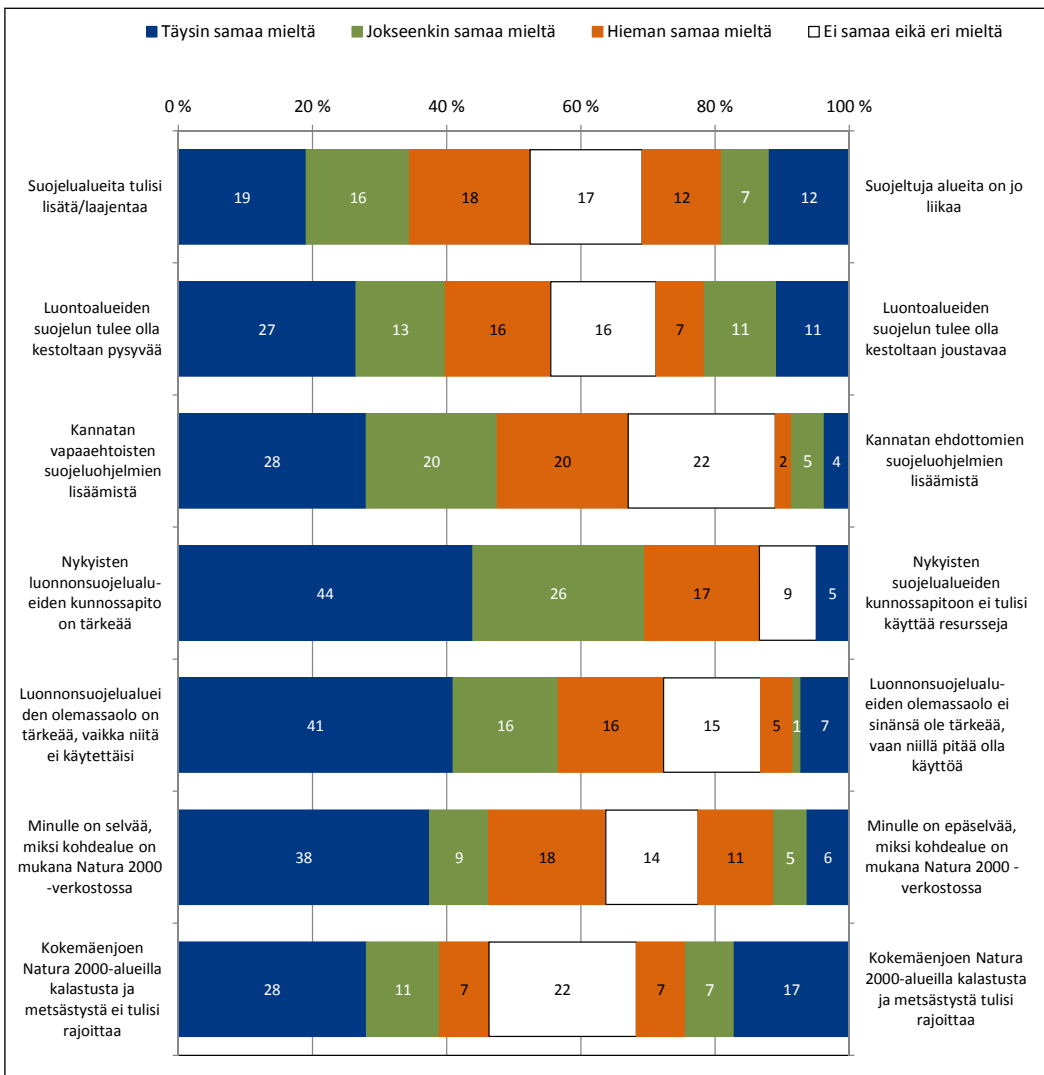 Täysin samaa mieltä Jokseenkin samaa mieltä Hieman samaa mieltä Ei samaa eikä eri mieltä
0 % 20 % 40 % 60 % 80 % 100 %
Suojelualueita tulisi
lisätä/laajentaa
19 16 18 17 12 7 12
Suojeltuja alueita on jo
liikaa
Luontoalueiden
suojelun tulee olla
kestoltaan pysyvää
27 13 16 16 7 11 11
Luontoalueiden
suojelun tulee olla
kestoltaan joustavaa
Kannatan
vapaaehtoisten
suojeluohjelmien
lisäämistä
28 20 20 22 2 5 4
Kannatan ehdottomien
suojeluohjelmien
lisäämistä
Nykyisten
luonnonsuojelualu-
eiden kunnossapito
on tärkeää
44 26 17 9 5
Nykyisten
suojelualueiden
kunnossapitoon ei tulisi
käyttää resursseja
Luonnonsuojelualuei
den olemassaolo on
tärkeää, vaikka niitä
ei käytettäisi
41 16 16 15 5 1 7
Luonnonsuojelualu-
eiden olemassaolo ei
sinänsä ole tärkeää,
vaan niillä pitää olla
käyttöä
Minulle on selvää,
miksi kohdealue on
mukana Natura 2000
-verkostossa
38 9 18 14 11 5 6
Minulle on epäselvää,
miksi kohdealue on
mukana Natura 2000 -
verkostossa
Kokemäenjoen
Natura 2000-alueilla
kalastusta ja
metsästystä ei tulisi
rajoittaa
28 11 7 22 7 7 17
Kokemäenjoen Natura
2000-alueilla kalastusta
ja metsästystä tulisi
rajoittaa